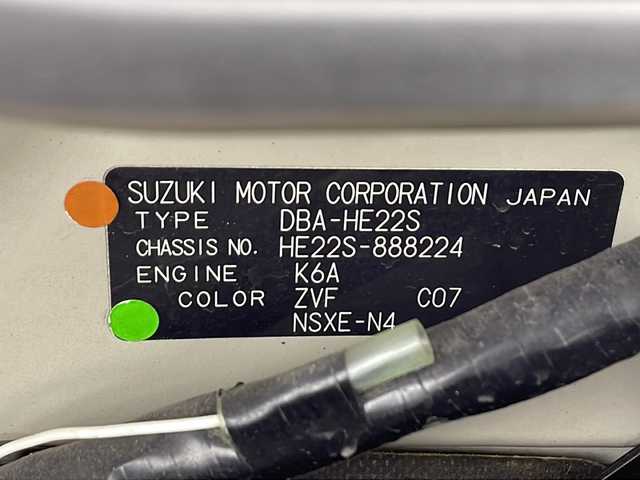 SUZUKI MOTOR CORPORATION JAPAN
TYPE DBA-HE22S
CHASSIS NO. HE22S-888224
ENGINE K6A
COLOR ZVF C07
NSXE-N4